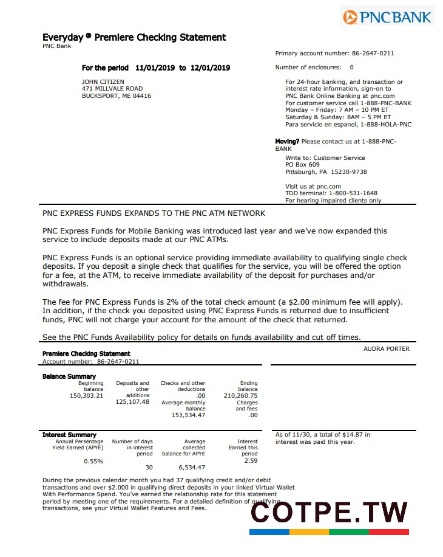 PNCBANK
Everyday ® Premiere Checking Statement
PNC Bank
Primary account number: 86-2647-0211
For the period 11/01/2019 to 12/01/2019
Number of enclosures: 0
JOHN CITIZEN
471 MILLVALE ROAD
BUCKSPORT, ME 04416
For 24-hour banking, and transaction or
interest rate information, sign-on to
PNC Bank Online Banking at pnc.com
For customer service call 1-888-PNC-BANK
Monday - Friday: 7 AM - 10 PM ET
Saturday & Sunday: 8AM - 5 PM ET
Para servicio en espanol, 1-888-HOLA-PNC
Moving? Please contact us at 1-888-PNC-
BANK
Write to: Customer Service
PO Box 609
Pittsburgh, PA 15230-9738
Visit us at pnc.com
TDD terminal: 1-800-531-1648
For hearing impaired clients only
PNC EXPRESS FUNDS EXPANDS TO THE PNC ATM NETWORK
PNC Express Funds for Mobile Banking was introduced last year and we've now expanded this
service to include deposits made at our PNC ATMs.
PNC Express Funds is an optional service providing immediate availability to qualifying single check
deposits. If you deposit a single check that qualifies for the service, you will be offered the option
for a fee, at the ATM, to receive immediate availability of the deposit for purchases and/or
withdrawals.
The fee for PNC Express Funds is 2% of the total check amount (a $2.00 minimum fee will apply).
In addition, if the check you deposited using PNC Express Funds is returned due to insufficient
funds, PNC will not charge your account for the amount of the check that returned.
See the PNC Funds Availability policy for details on funds availability and cut off times.
AUDRA PORTER
Premiere Checking Statement
Account number: 86-2647-0211
Balance Summary
Beginning balance Deposits and other additions Checks and other deductions Ending balance
150,303.21 125,107.48 .00 210,260.75
Average monthly balance Charges and fees
153,534.47 .00
Interest Summary
Annual Percentage Yield Earned (APYE) Number of days in interest period Average collected balance for APYE Interest Earned this period
0.55% 30 6,534.47 2.59
As of 11/30, a total of $14.87 in
interest was paid this year.
During the previous calendar month you had 37 qualifying credit and/or debit
transactions and over $2.000 in qualifying direct deposits in your linked Virtual Wallet
With Performance Spend. You've earned the relationship rate for this statement
period by meeting one of the requirements. For a detailed definition of qualifying
transactions, see your Virtual Wallet Features and Fees.
COTPE.TW